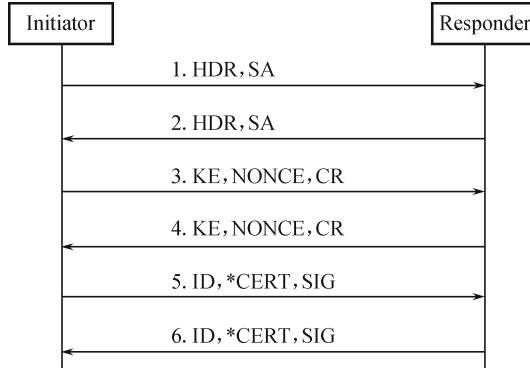 Initiator
Responder
1. HDR,SA
2. HDR,SA
3. KE,NONCE,CR
4. KE,NONCE,CR
5. ID,*CERT,SIG
6. ID,*CERT,SIG